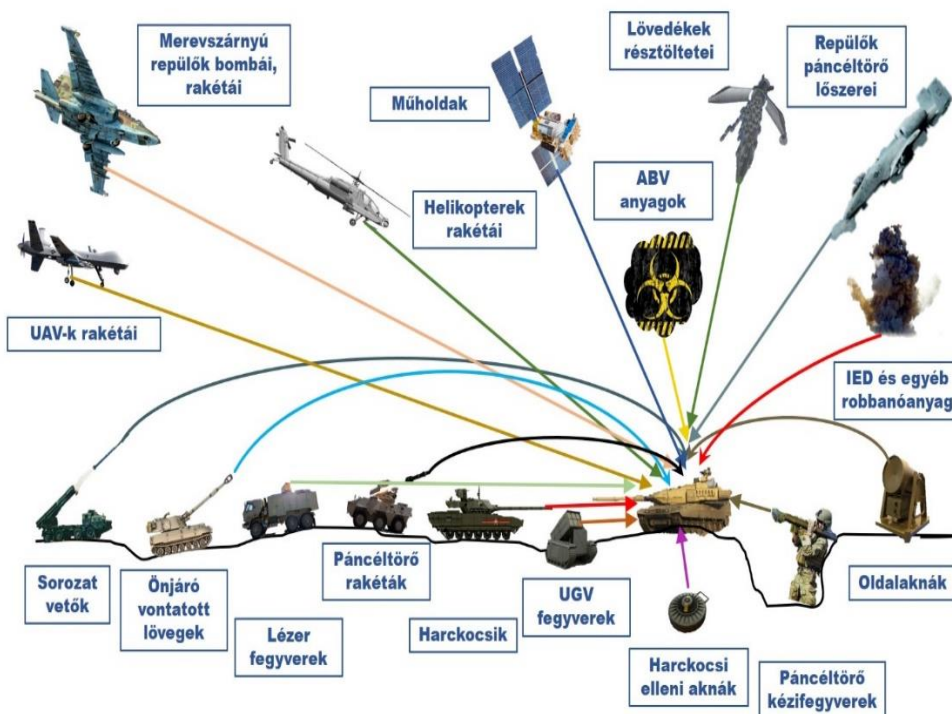 Merevszárnyú
repülők bombái,
rakétái
Műholdak
Lövedékek
résztöltetei
Repülők
páncéltörő
lőszerei
Helikopterek
rakétái
ABV
anyagok
UAV-k rakétái
IED és egyéb
robbanóanyag
Sorozat
vetők
Önjáró
vontatott
lövegek
Lézer
fegyverek
Páncéltörő
rakéták
Harckocsik
UGV
fegyverek
Harckocsi
elleni aknák
Páncéltörő
kézifegyverek
Oldalaknák